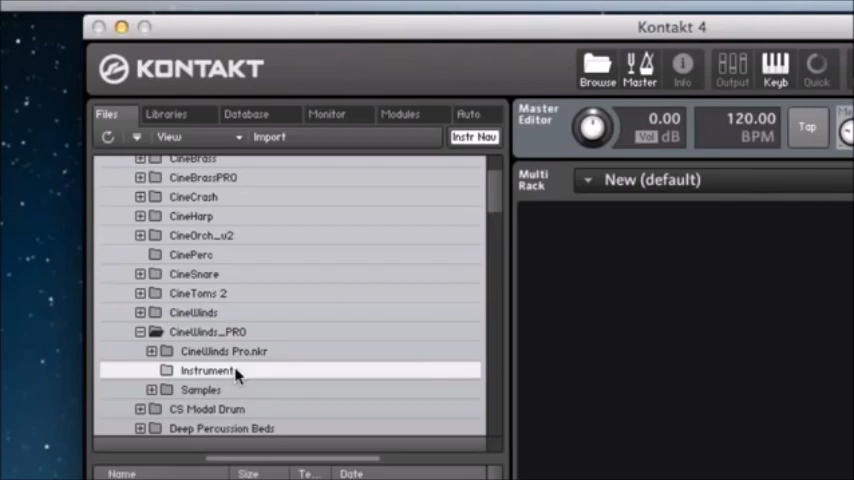 Kontakt 4
KONTAKT
Browse Master Info Output Keyb Quick
Files Libraries Database Monitor Modules Auto
View Import Instr Nav
Master Editor 0.00 Vol dB 120.00 BPM Tap
Multi Rack New (default)
CineBrass
CineBrassPRO
CineCrash
CineHarp
CineOrch_v2
CinePerc
CineSnare
CineToms 2
CineWinds
CineWinds_PRO
CineWinds Pro.nkr
Instrument
Samples
CS Modal Drum
Deep Percussion Beds
Name Size Te... Date